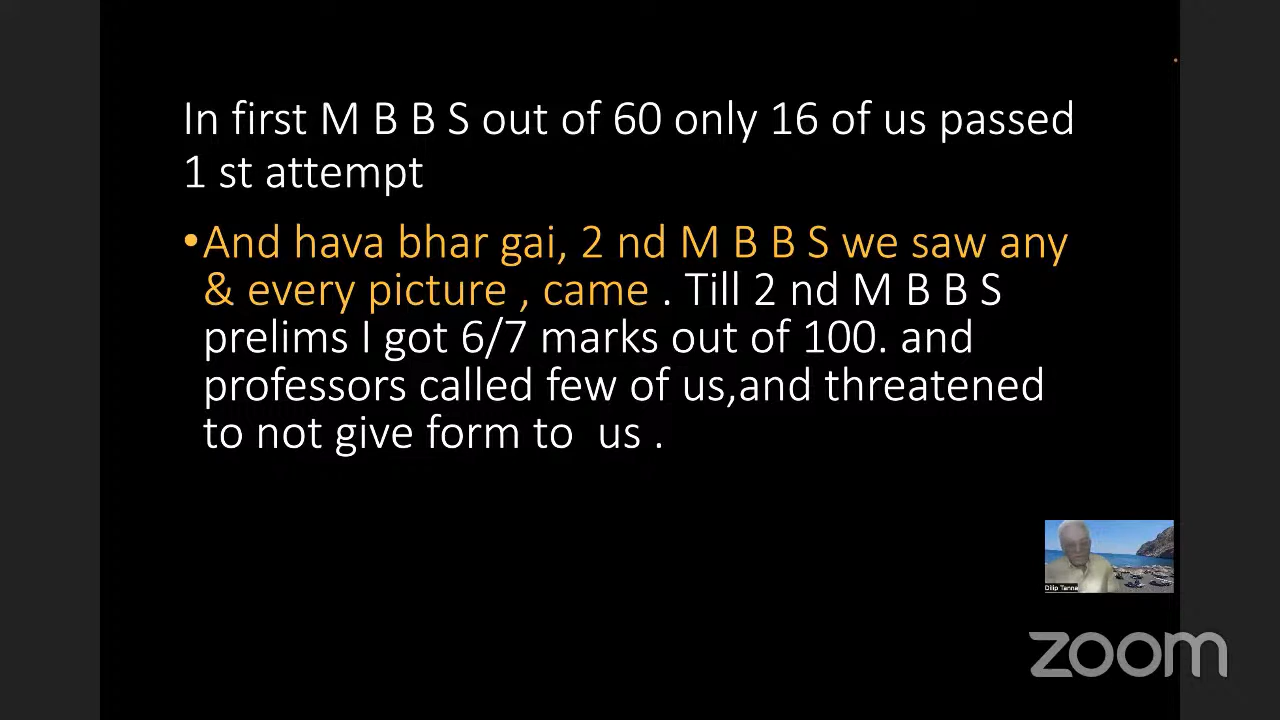 In first M B B S out of 60 only 16 of us passed
1 st attempt
•And hava bhar gai, 2 nd M B B S we saw any
& every picture , came . Till 2 nd M B B S
prelims I got 6/7 marks out of 100. and
professors called few of us,and threatened
to not give form to  us .
Dilip Tanna
zoom